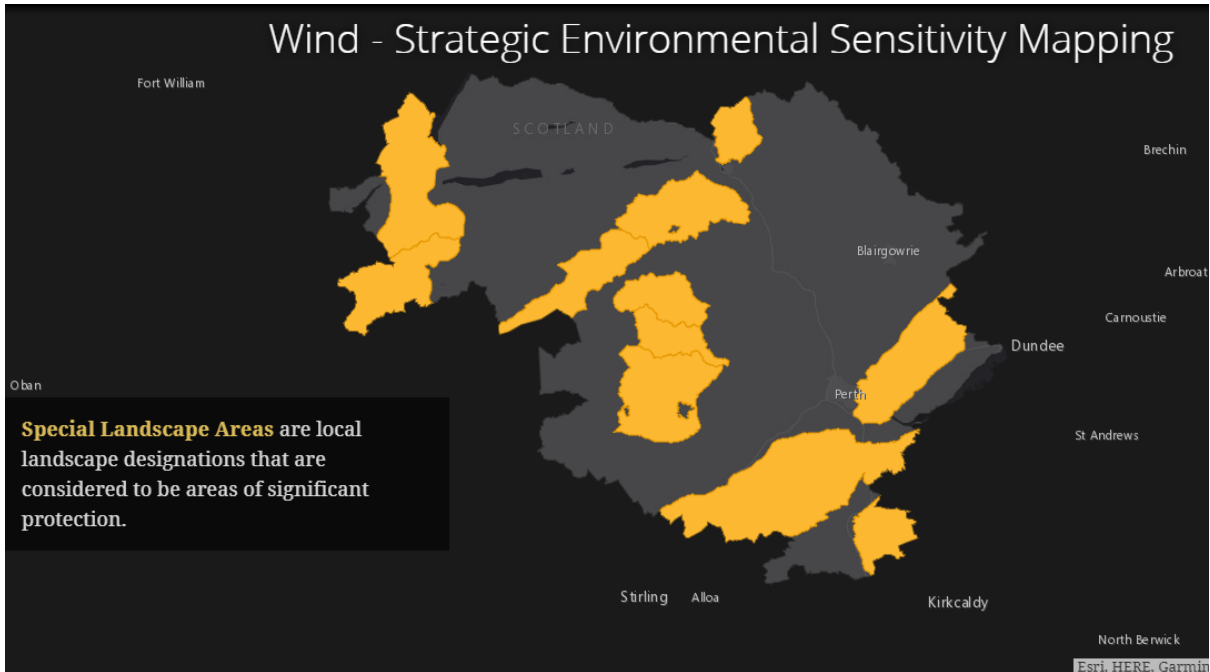 Wind - Strategic Environmental Sensitivity Mapping
Fort William
SCOTLAND
Brechin
Blairgowrie
Arbroat
Carnoustie
Dundee
Oban
Perth
Special Landscape Areas are local
landscape designations that are
considered to be areas of significant
protection.
St Andrews
Stirling
Alloa
Kirkcaldy
North Berwick
Esri, HERE, Garmin